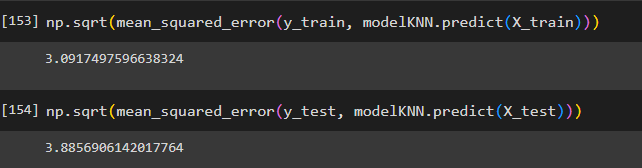 [153] np.sqrt(mean_squared_error(y_train, modelKNN.predict(X_train)))
3.0917497596638324
[154] np.sqrt(mean_squared_error(y_test, modelKNN.predict(X_test)))
3.8856906142017764